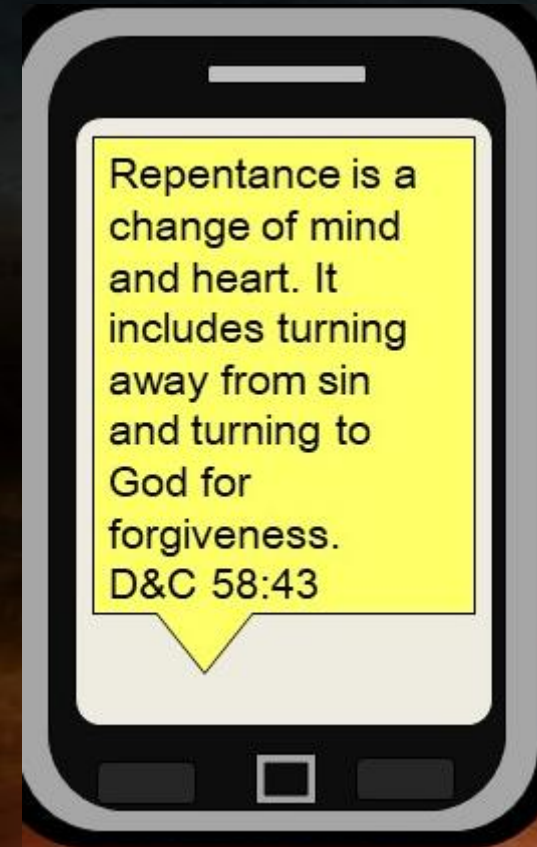 Repentance is a
change of mind
and heart. It
includes turning
away from sin
and turning to
God for
forgiveness.
D&C 58:43